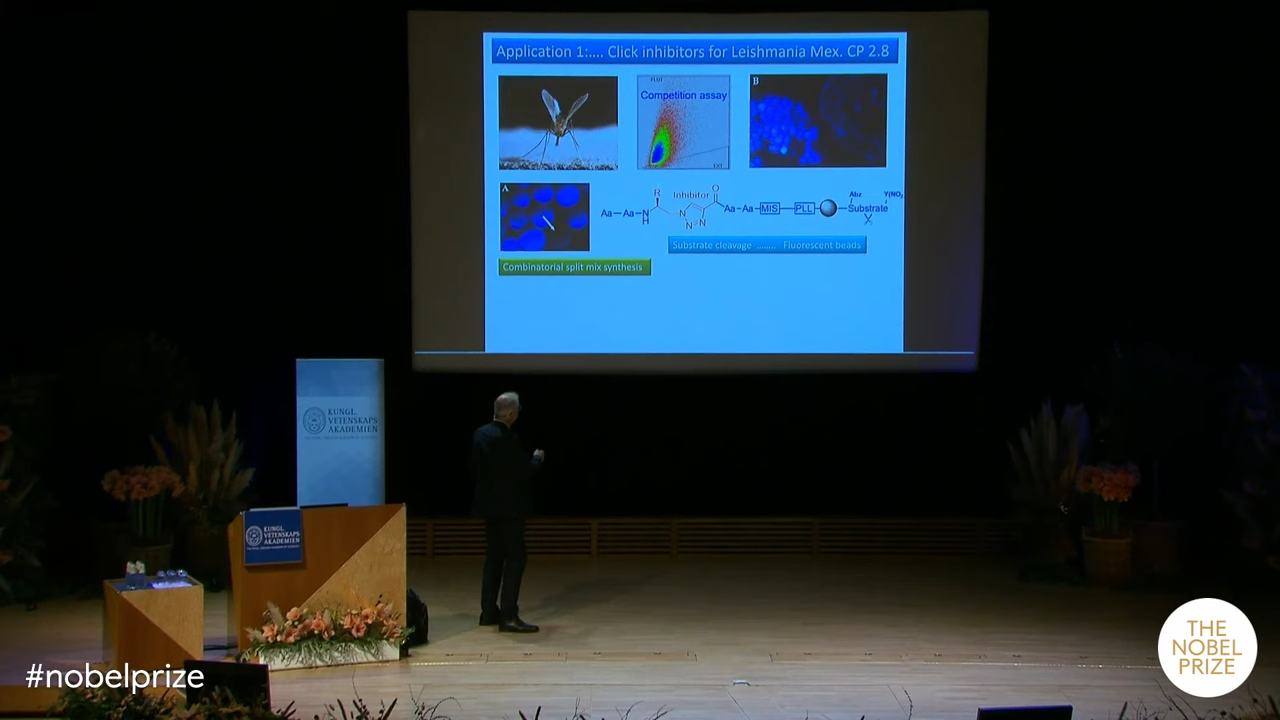 Application 1:.... Click inhibitors for Leishmania Mex. CP 2.8
Competition assay
B
A
R
Inhibitor
O
Abz
Y(NO₂
Aa–Aa–N
H
N
N=N
Aa–Aa–MIS
PLL
Substrate
Substrate cleavage ........ Fluorescent beads
Combinatorial split mix synthesis
KUNGL.
VETENSKAPS
AKADEMIEN
KUNGL.
VETENSKAPS
AKADEMIEN
#nobelprize
THE
NOBEL
PRIZE